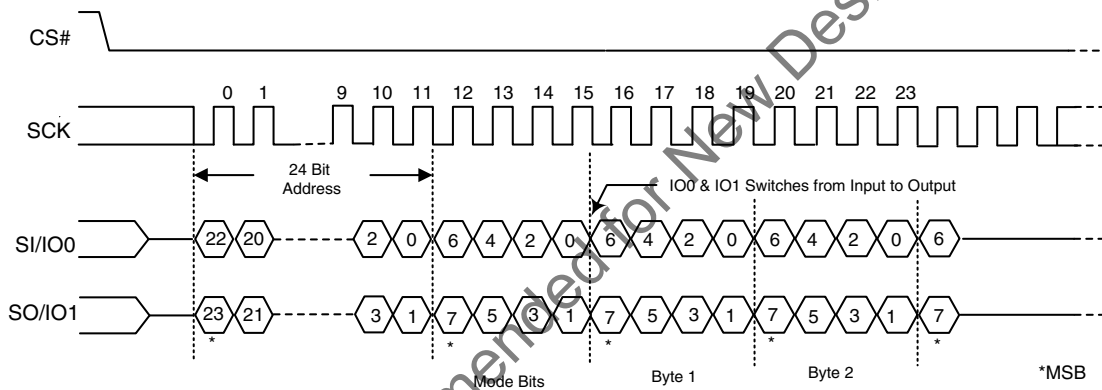 CS#
0 1 9 10 11 12 13 14 15 16 17 18 19 20 21 22 23
SCK
24 Bit
Address
IO0 & IO1 Switches from Input to Output
SI/IO0 22 20 2 0 6 4 2 0 6 4 2 0 6 4 2 0 6
SO/IO1 23 21 3 1 7 5 3 1 7 5 3 1 7 5 3 1 7
* * * * *
Mode Bits Byte 1 Byte 2 *MSB
mended for New Des